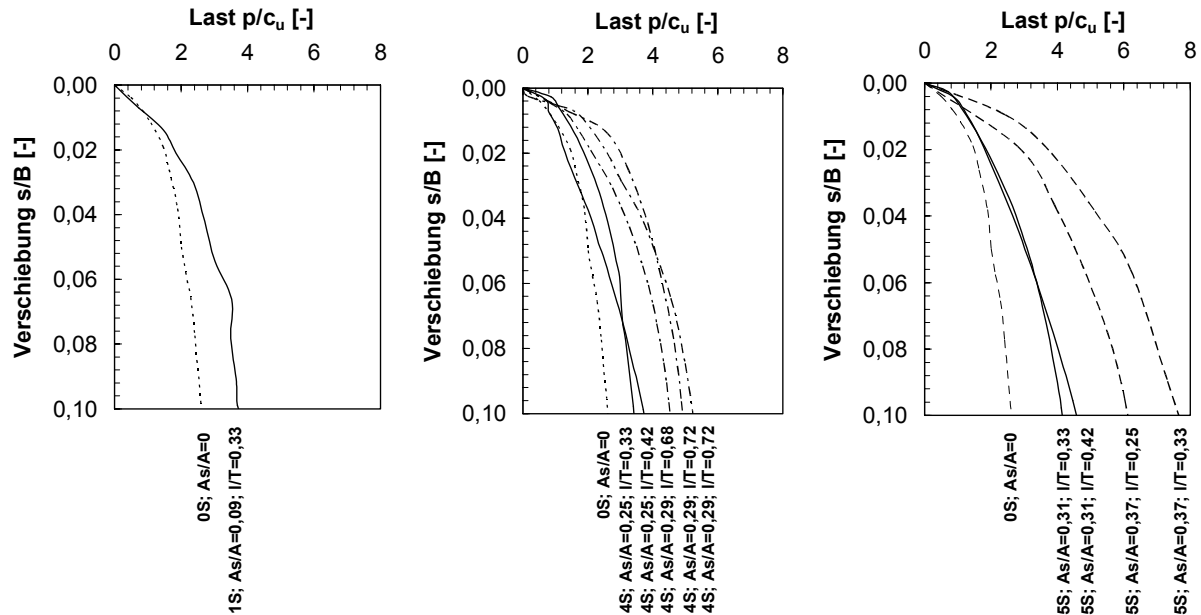 Last p/cu [-]
0 2 4 6 8
Verschiebung s/B [-]
0,00
0,02
0,04
0,06
0,08
0,10
0S; As/A=0
1S; As/A=0,09; l/T=0,33
Last p/cu [-]
0 2 4 6 8
Verschiebung s/B [-]
0,00
0,02
0,04
0,06
0,08
0,10
0S; As/A=0
4S; As/A=0,25; l/T=0,33
4S; As/A=0,25; l/T=0,42
4S; As/A=0,29; l/T=0,68
4S; As/A=0,29; l/T=0,72
4S; As/A=0,29; l/T=0,72
Last p/cu [-]
0 2 4 6 8
Verschiebung s/B [-]
0,00
0,02
0,04
0,06
0,08
0,10
0S; As/A=0
5S; As/A=0,31; l/T=0,33
5S; As/A=0,31; l/T=0,42
5S; As/A=0,37; l/T=0,25
5S; As/A=0,37; l/T=0,33